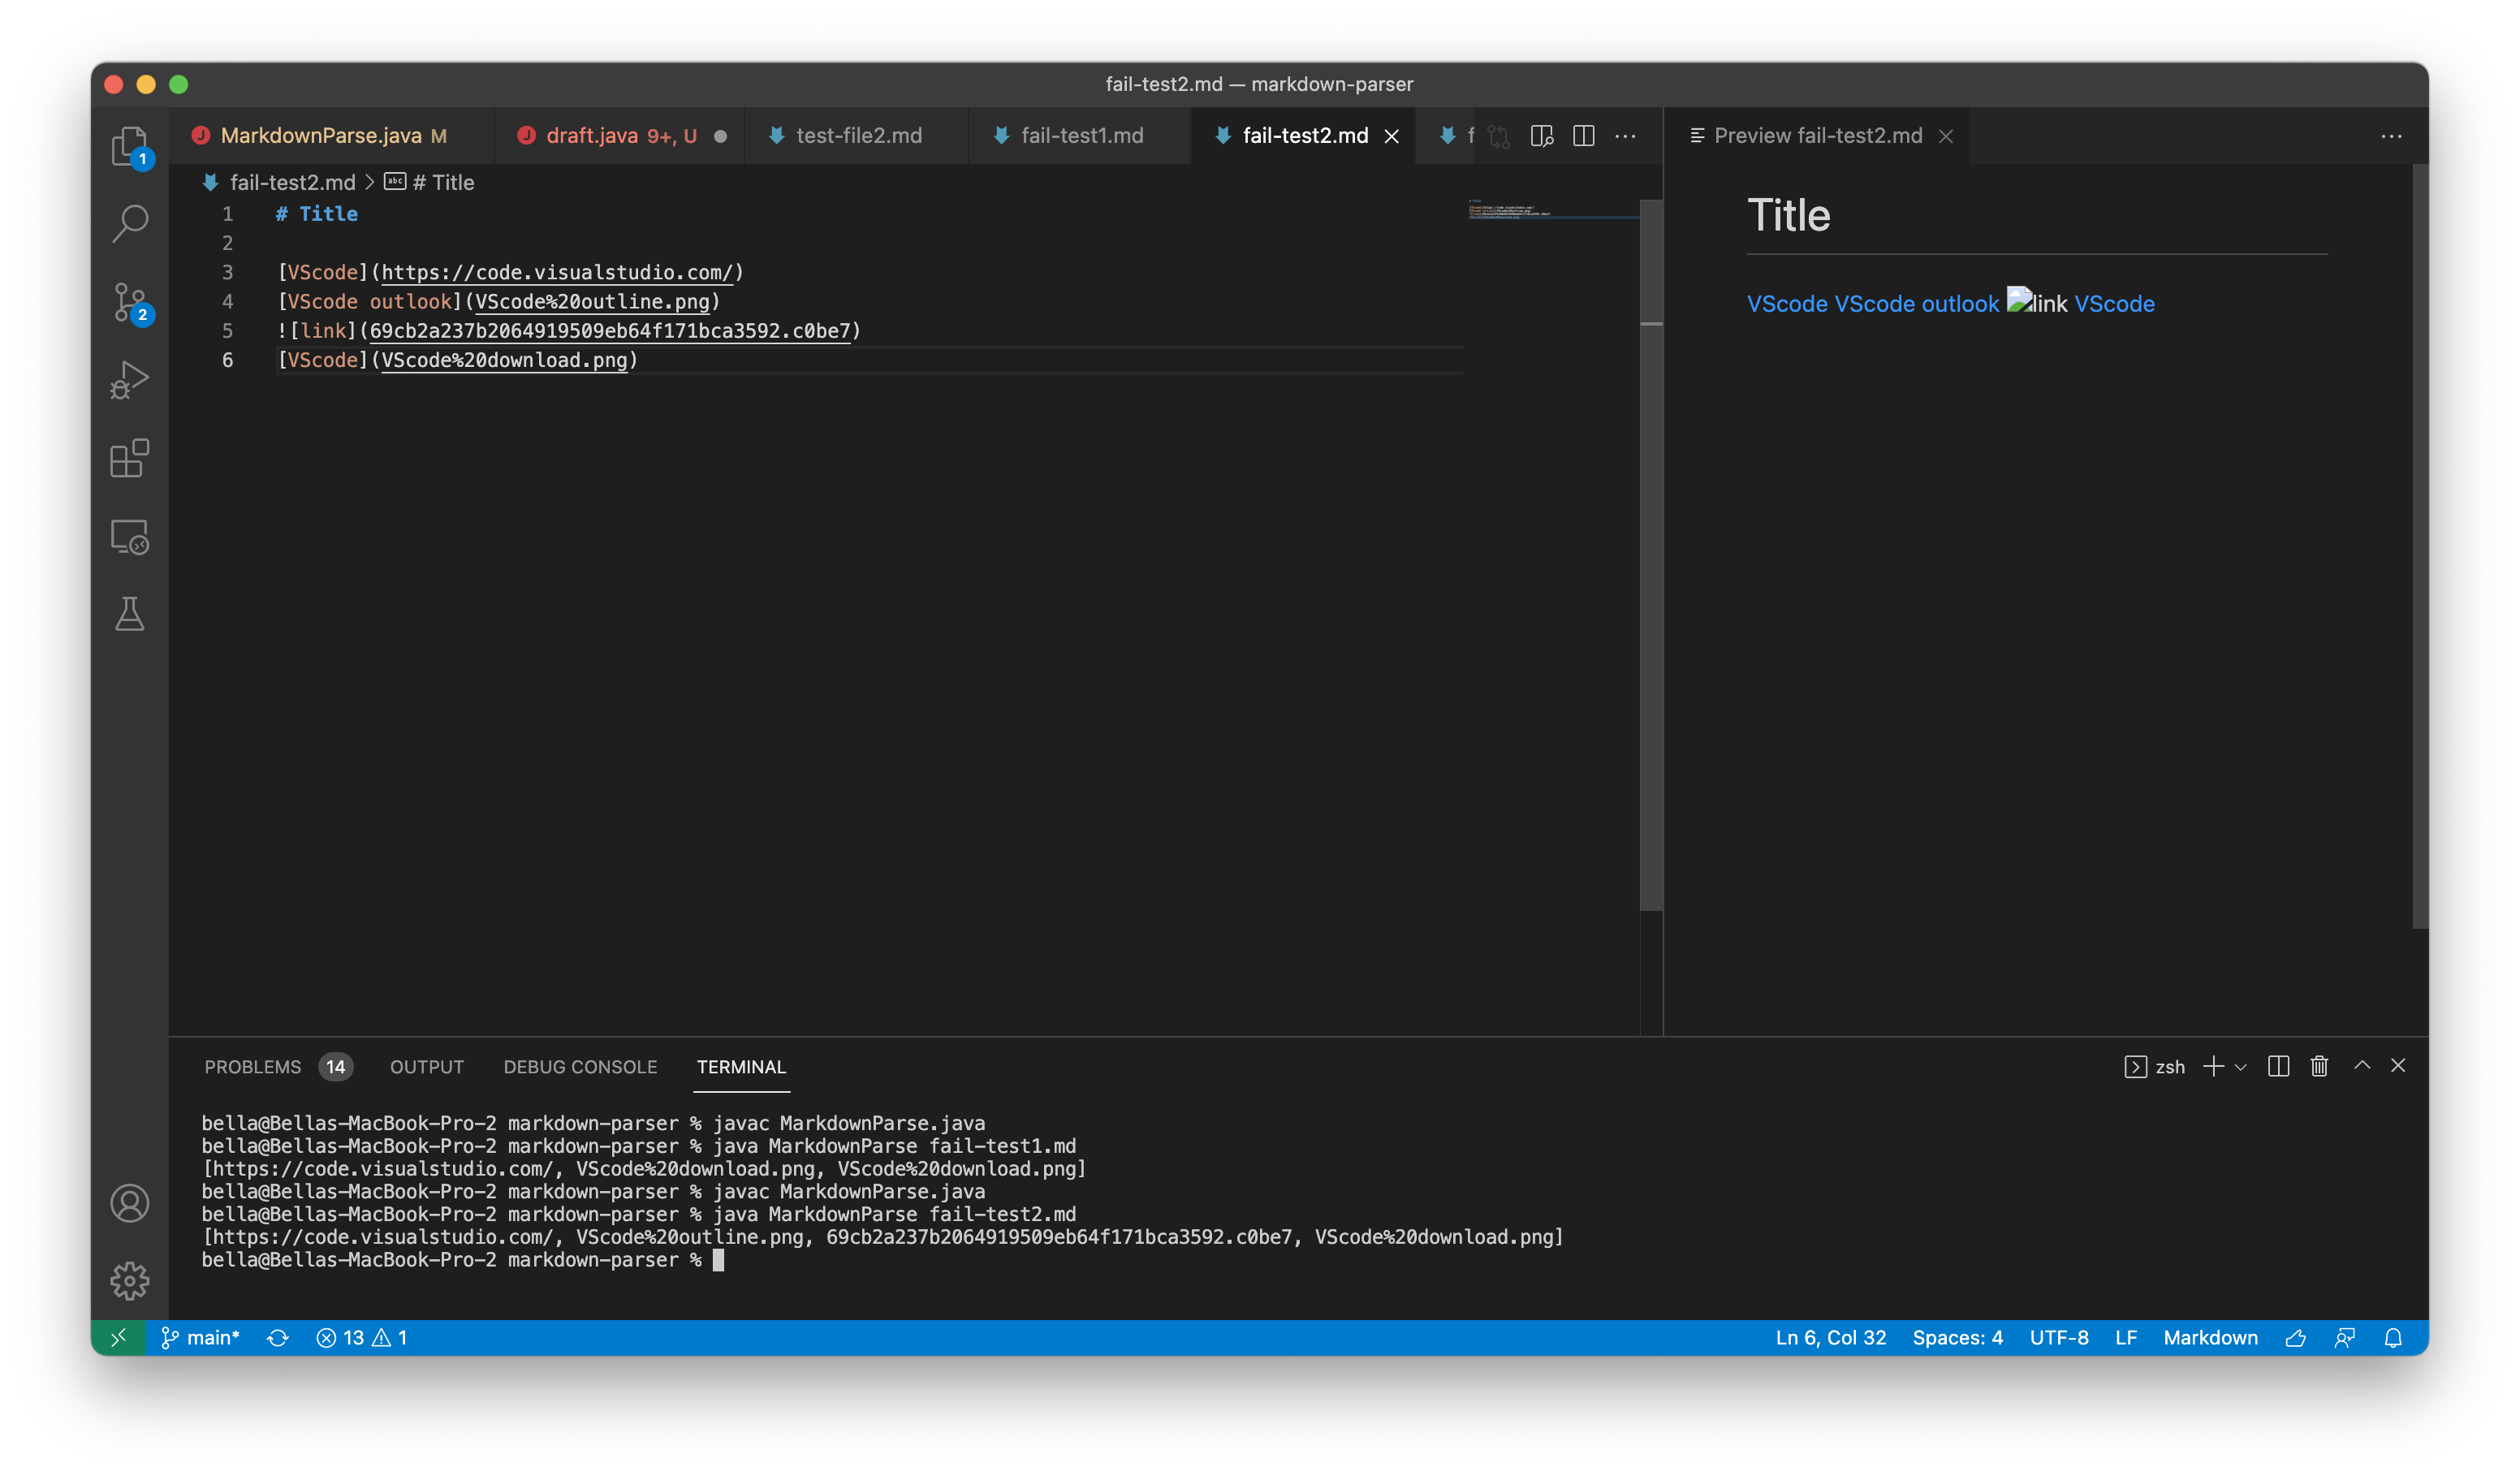 fail-test2.md — markdown-parser
MarkdownParse.java M
draft.java 9+, U
test-file2.md
fail-test1.md
fail-test2.md
f
Preview fail-test2.md
1
2
fail-test2.md > abc # Title
1 # Title
2
3 [VScode](https://code.visualstudio.com/)
4 [VScode outlook](VScode%20outline.png)
5 ![link](69cb2a237b2064919509eb64f171bca3592.c0be7)
6 [VScode](VScode%20download.png)
Title
VScode VScode outlook link VScode
PROBLEMS 14 OUTPUT DEBUG CONSOLE TERMINAL
zsh
bella@Bellas-MacBook-Pro-2 markdown-parser % javac MarkdownParse.java
bella@Bellas-MacBook-Pro-2 markdown-parser % java MarkdownParse fail-test1.md
[https://code.visualstudio.com/, VScode%20download.png, VScode%20download.png]
bella@Bellas-MacBook-Pro-2 markdown-parser % javac MarkdownParse.java
bella@Bellas-MacBook-Pro-2 markdown-parser % java MarkdownParse fail-test2.md
[https://code.visualstudio.com/, VScode%20outline.png, 69cb2a237b2064919509eb64f171bca3592.c0be7, VScode%20download.png]
bella@Bellas-MacBook-Pro-2 markdown-parser %
main* 13 1
Ln 6, Col 32 Spaces: 4 UTF-8 LF Markdown